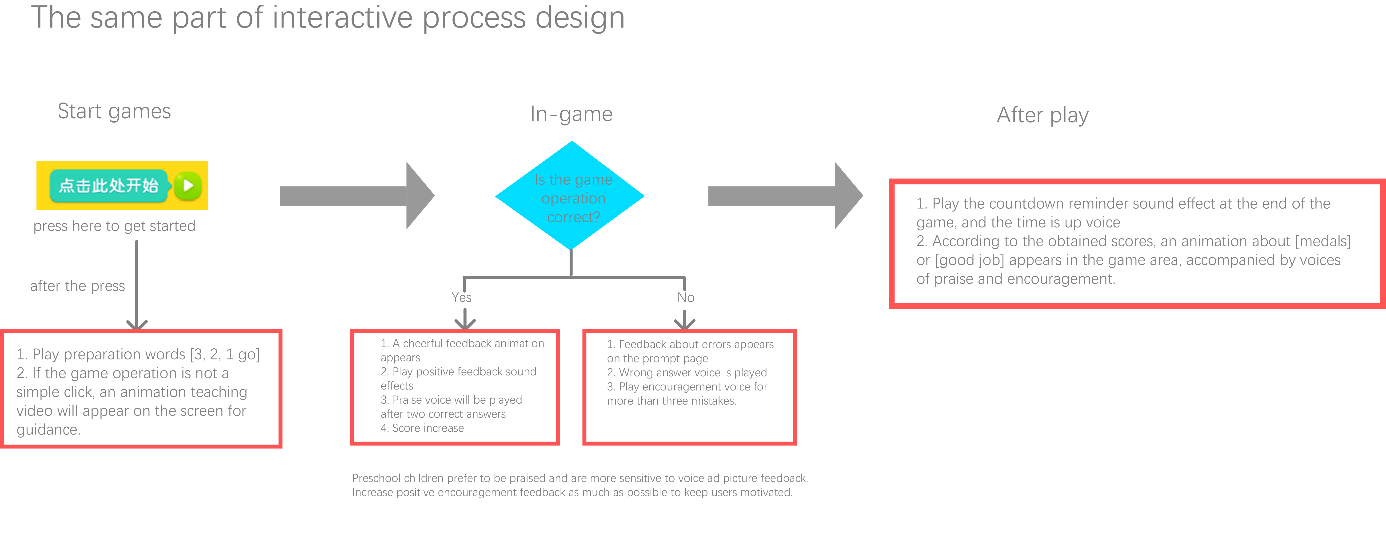 The same part of interactive process design
Start games
点击此处开始
press here to get started
after the press
1. Play preparation words [3, 2, 1 go]
2. If the game operation is not a
simple click, an animation teaching
video will appear on the screen for
guidance.
In-game
Is the game
operation
correct?
Yes
No
1. A cheerful feedback animation
appears
2. Play positive feedback sound
effects
3. Praise voice will be played
after two correct answers
4. Score increase
1. Feedback about errors appears
on the prompt page
2. Wrong answer voice is played
3. Play encouragement voice for
more than three mistakes.
Preschool children prefer to be praised and are more sensitive to voice ad picture feedback.
Increase positive encouragement feedback as much as possible to keep users motivated.
After play
1. Play the countdown reminder sound effect at the end of the
game, and the time is up voice
2. According to the obtained scores, an animation about [medals]
or [good job] appears in the game area, accompanied by voices
of praise and encouragement.